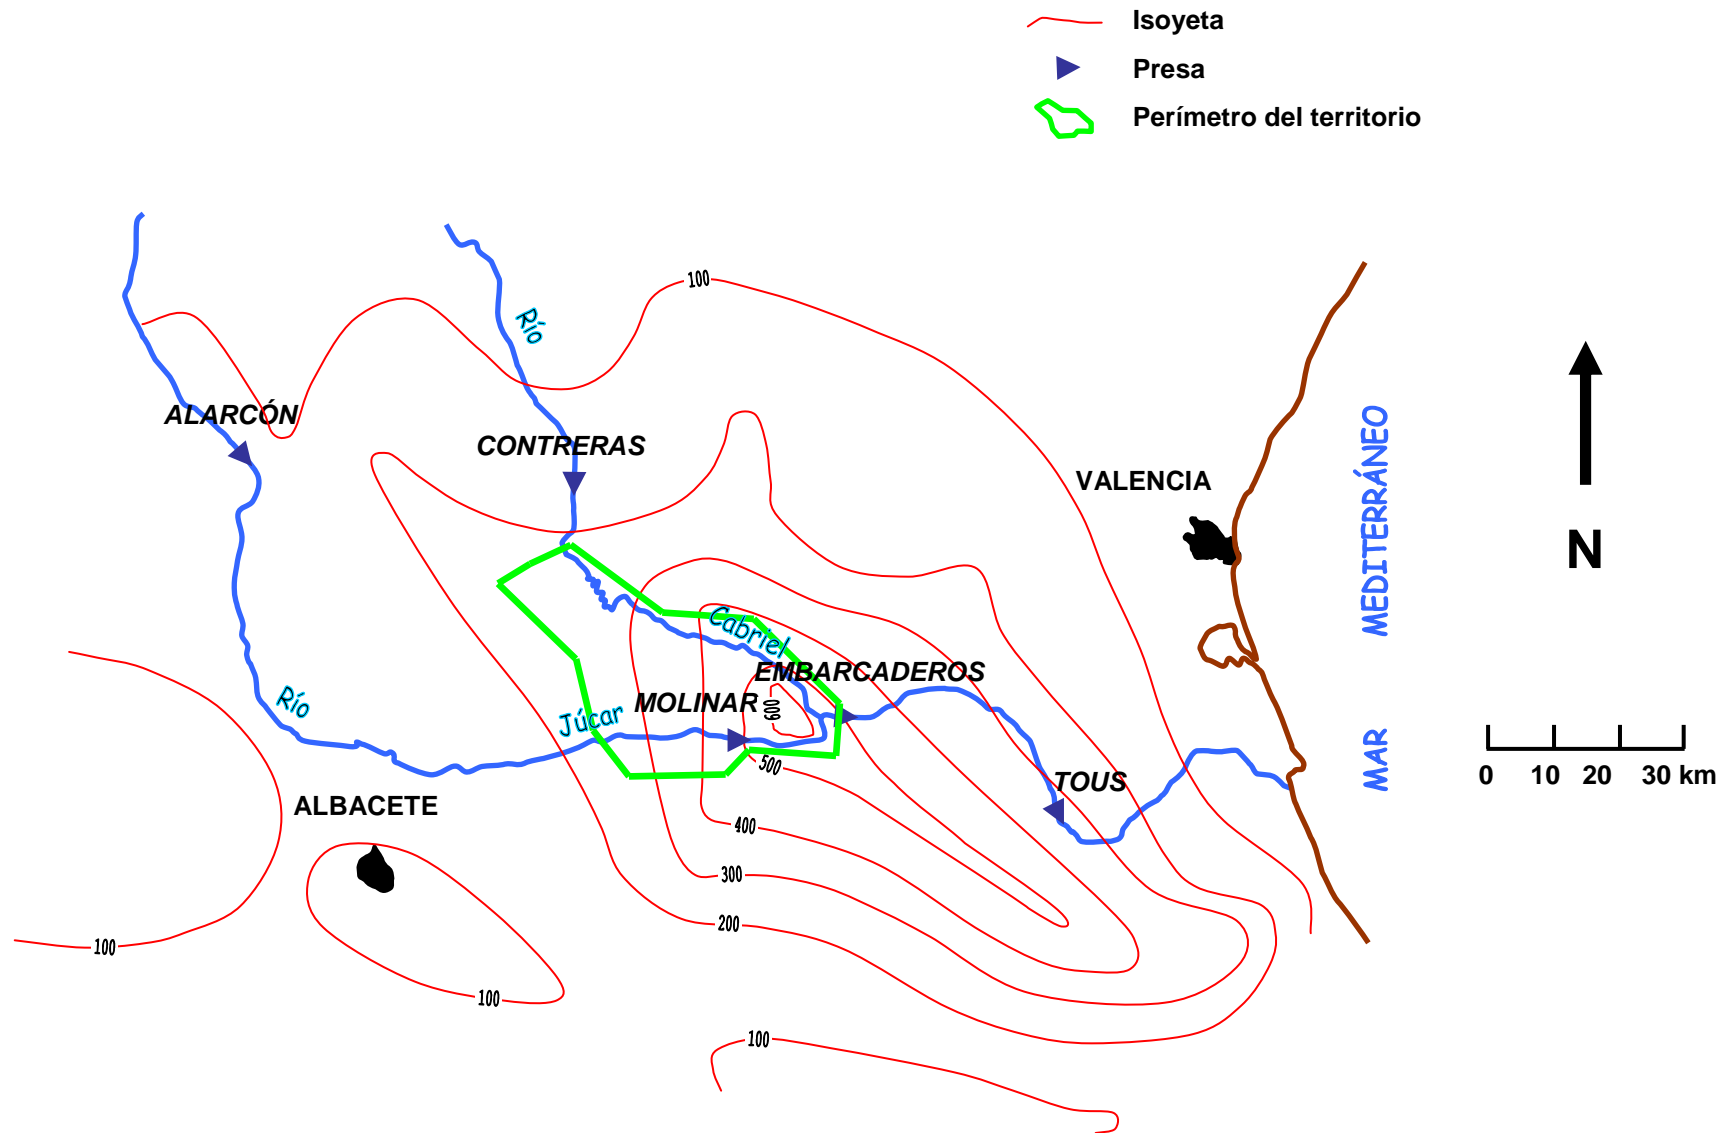 Isoyeta
Presa
Perímetro del territorio
100
Río
ALARCÓN
CONTRERAS
VALENCIA
MEDITERRÁNEO
N
Cabriel
EMBARCADEROS
MOLINAR
600
Río
Júcar
500
MAR
0 10 20 30 km
TOUS
ALBACETE
400
300
200
100
100
100